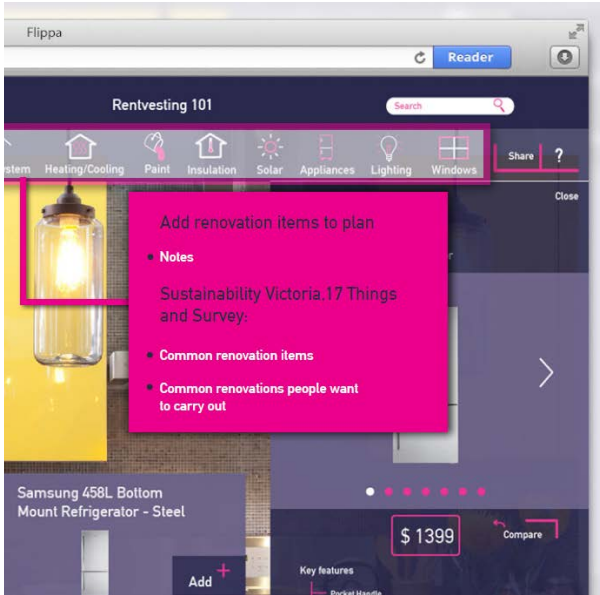 Flippa
Reader
Rentvesting 101
Search
Heating/Cooling
Paint
Insulation
Solar
Appliances
Lighting
Windows
Share
?
Close
Add renovation items to plan
Notes
Sustainability Victoria,17 Things
and Survey:
Common renovation items
Common renovations people want
to carry out
Samsung 458L Bottom
Mount Refrigerator - Steel
$ 1399
Compare
Add
Key features
Pocket Handle